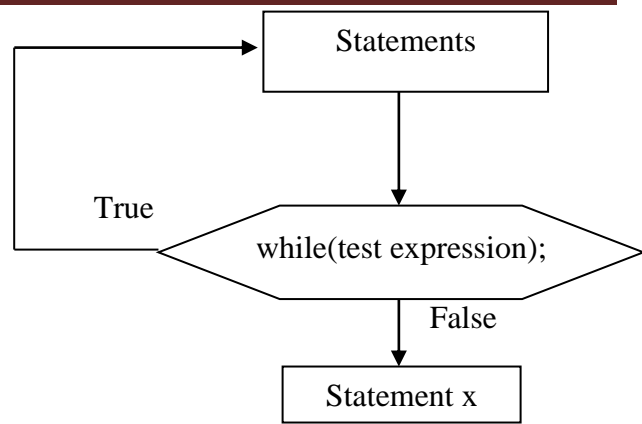 Statements
True
while(test expression);
False
Statement x